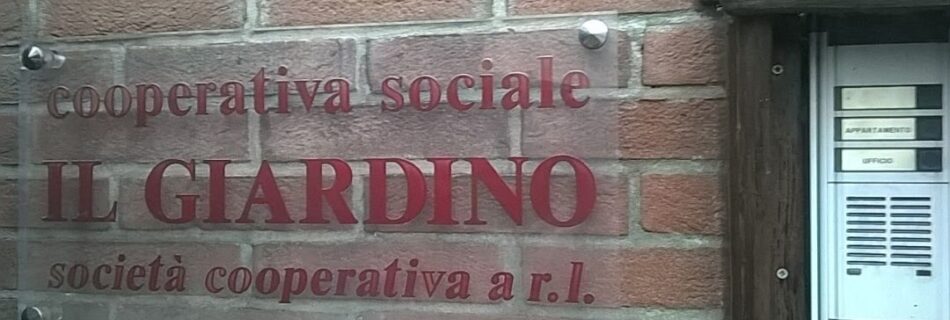 cooperativa sociale
IL GIARDINO
società cooperativa a r.l.
APPARTAMENTO
UFFICIO